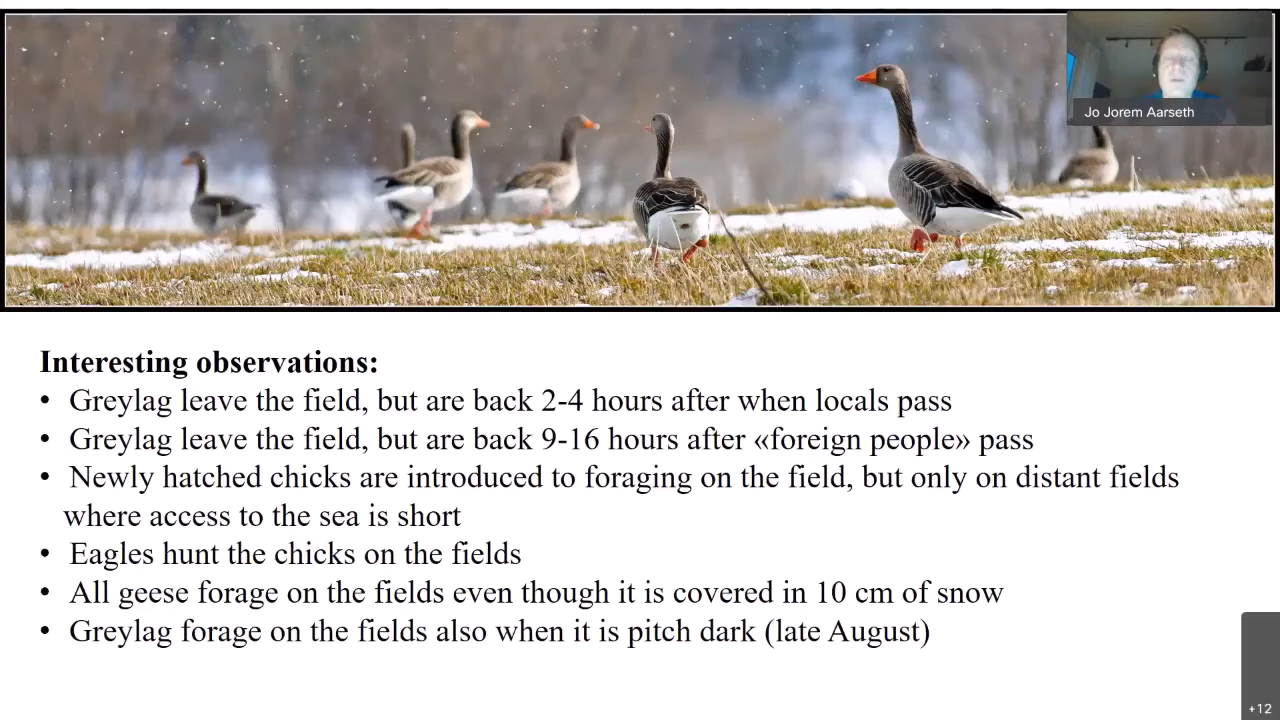 Jo Jorem Aarseth
Interesting observations:
• Greylag leave the field, but are back 2-4 hours after when locals pass
• Greylag leave the field, but are back 9-16 hours after «foreign people» pass
• Newly hatched chicks are introduced to foraging on the field, but only on distant fields
where access to the sea is short
• Eagles hunt the chicks on the fields
• All geese forage on the fields even though it is covered in 10 cm of snow
• Greylag forage on the fields also when it is pitch dark (late August)
+12